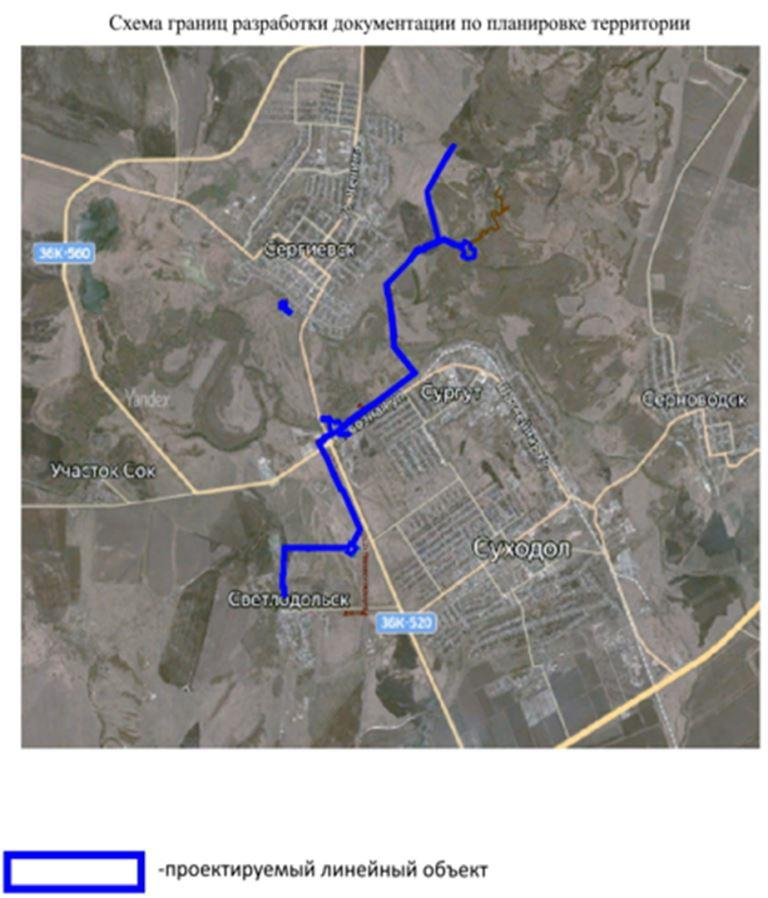 Схема границ разработки документации по планировке территории
Сергиевск
36К-560
Yandex
Сургут
Серноводск
Участок Сок
Суходол
Светлодольск
36К-520
-проектируемый линейный объект